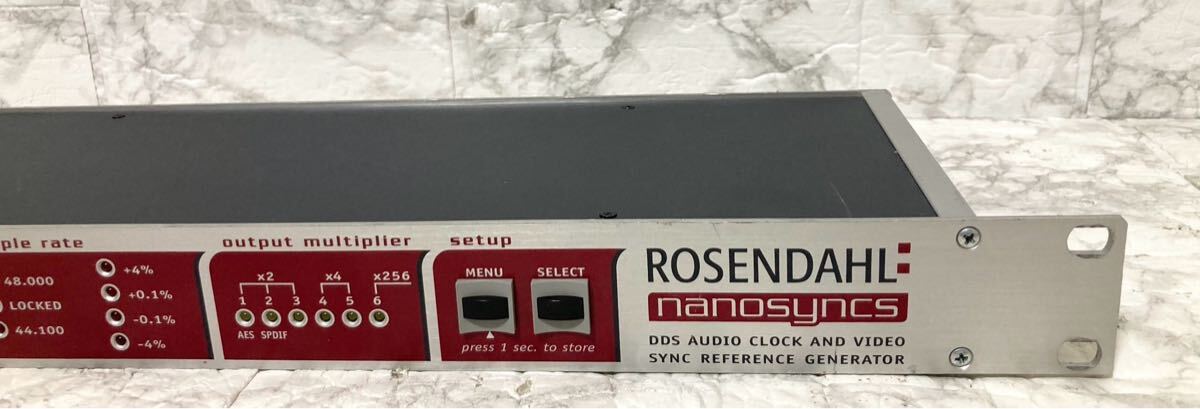 ple rate
48.000
LOCKED
44.100
+4%
+0.1%
-0.1%
-4%
output multiplier
x2 x4 x256
1 2 3 4 5 6
AES SPDIF
setup
MENU SELECT
press 1 sec. to store
ROSENDAHL
nanosyncs
DDS AUDIO CLOCK AND VIDEO
SYNC REFERENCE GENERATOR